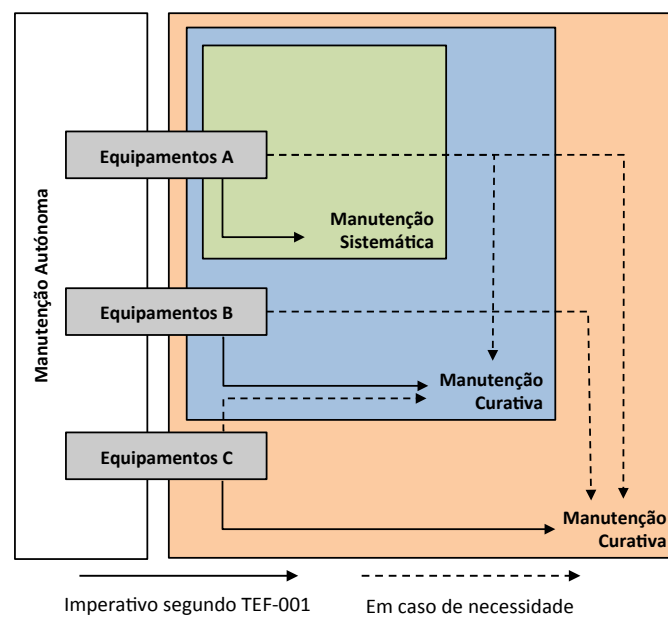 Manutenção Autónoma
Equipamentos A
Manutenção
Sistemática
Equipamentos B
Manutenção
Curativa
Equipamentos C
Manutenção
Curativa
Imperativo segundo TEF-001
Em caso de necessidade